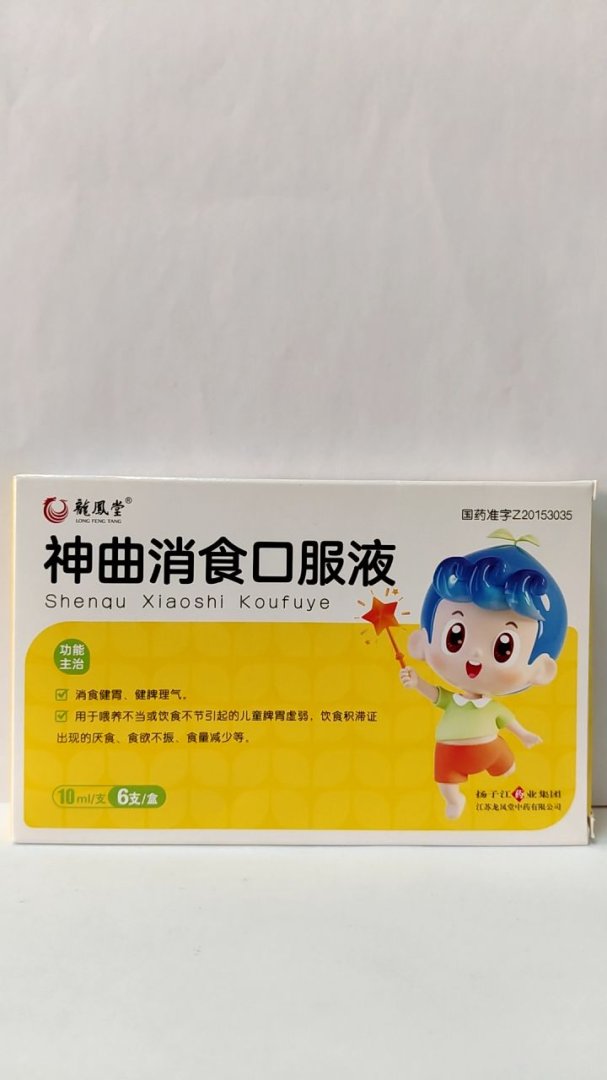 龍鳳堂®
LONG FENG TANG
国药准字Z20153035
神曲消食口服液
Shenqu Xiaoshi Koufuye
功能
主治
消食健胃、健脾理气。
用于喂养不当或饮食不节引起的儿童脾胃虚弱，饮食积滞证
出现的厌食、食欲不振、食量减少等。
10ml/支 6支/盒
扬子江药业集团
江苏龙凤堂中药有限公司